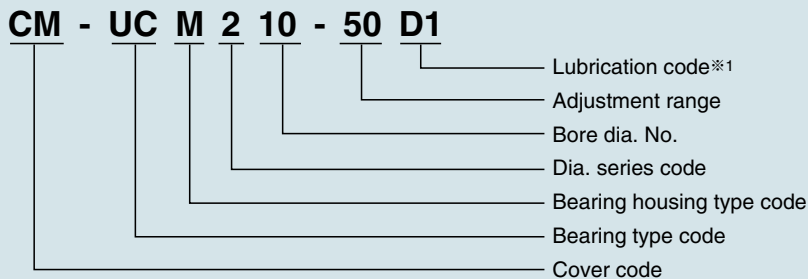 CM - UC M 2 10 - 50 D1
Lubrication code※1
Adjustment range
Bore dia. No.
Dia. series code
Bearing housing type code
Bearing type code
Cover code